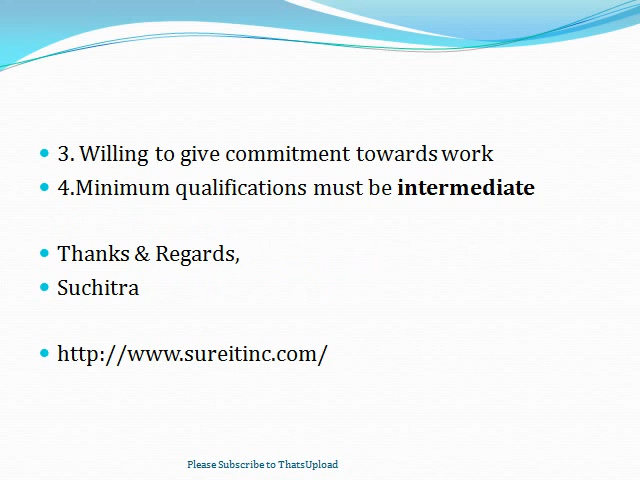 3. Willing to give commitment towards work
4.Minimum qualifications must be intermediate
Thanks & Regards,
Suchitra
http://www.sureitinc.com/
Please Subscribe to ThatsUpload